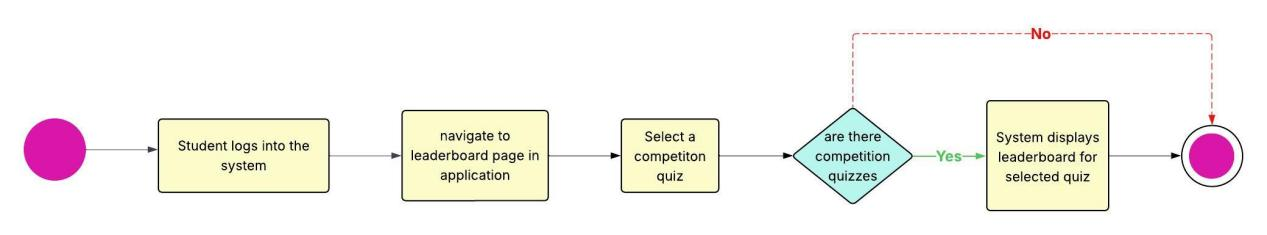 No
Student logs into the
system
navigate to
leaderboard page in
application
Select a
competiton
quiz
are there
competition
quizzes
Yes
System displays
leaderboard for
selected quiz